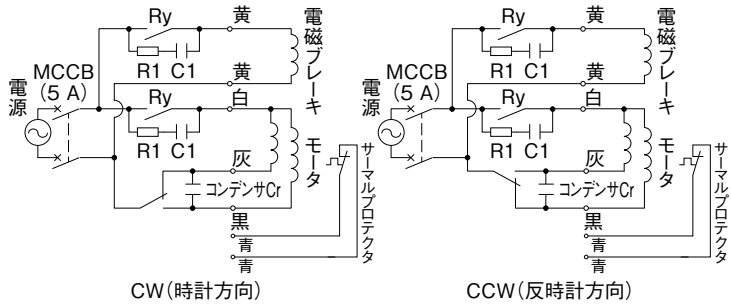 Ry
黄
R1 C1
電磁ブレーキ
MCCB
(5 A)
黄
電源
Ry
白
R1 C1
モータ
灰
コンデンサCr
サーマルプロテクタ
黒
青
青
CW(時計方向)
Ry
黄
R1 C1
電磁ブレーキ
MCCB
(5 A)
黄
電源
Ry
白
R1 C1
モータ
灰
コンデンサCr
サーマルプロテクタ
黒
青
青
CCW(反時計方向)